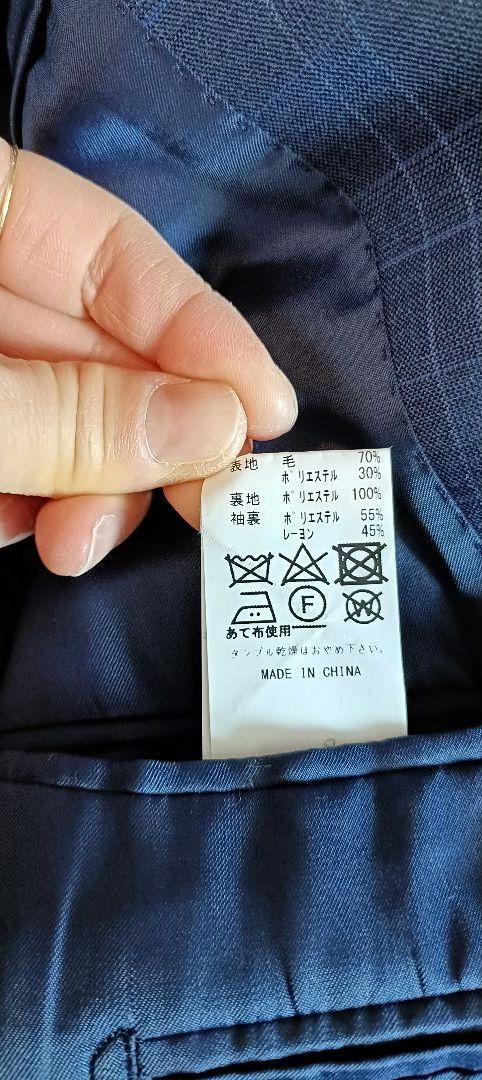 表地 毛 70%
ポリエステル 30%
裏地 ポリエステル 100%
袖裏 ポリエステル 55%
レーヨン 45%
F W
あて布使用
タンブル乾燥はおやめ下さい。
MADE IN CHINA